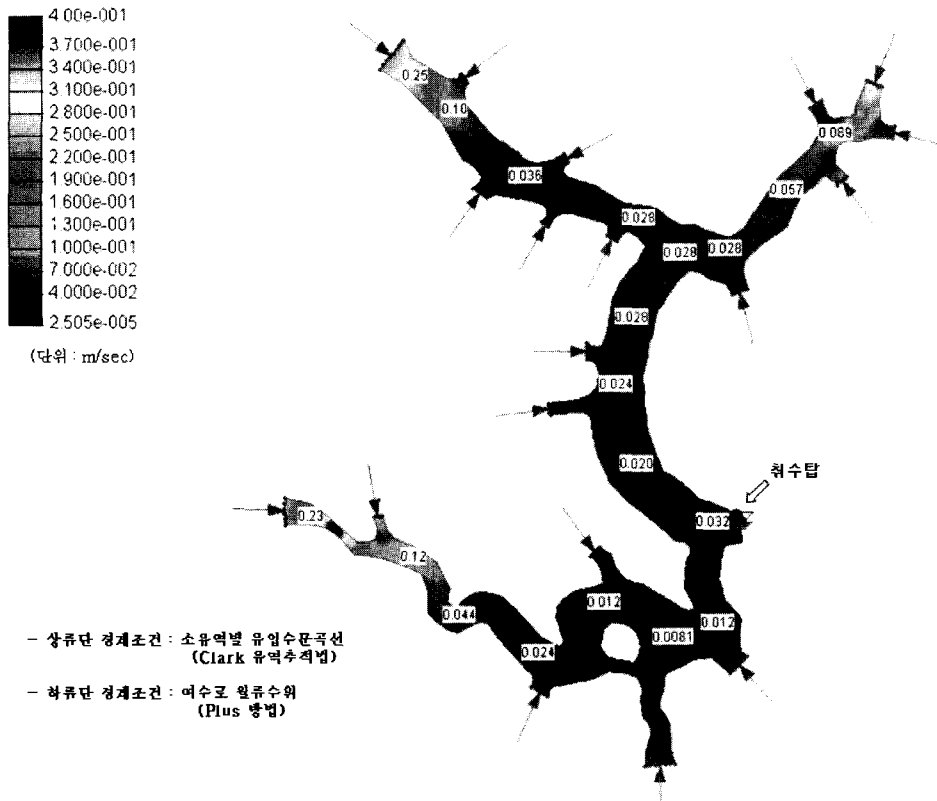 4.00e-001
3.700e-001
3.400e-001
3.100e-001
2.800e-001
2.500e-001
2.200e-001
1.900e-001
1.600e-001
1.300e-001
1.000e-001
7.000e-002
4.000e-002
2.505e-005
(단위 : m/sec)
0.25
0.10
0.089
0.036
0.057
0.028
0.028
0.028
0.028
0.024
0.020
취수탑
0.032
0.23
0.12
0.044
0.012
0.012
0.0081
0.024
- 상류단 경계조건 : 소유역별 유입수문곡선
(Clark 유역추적법)
- 하류단 경계조건 : 여수로 월류수위
(Plus 방법)